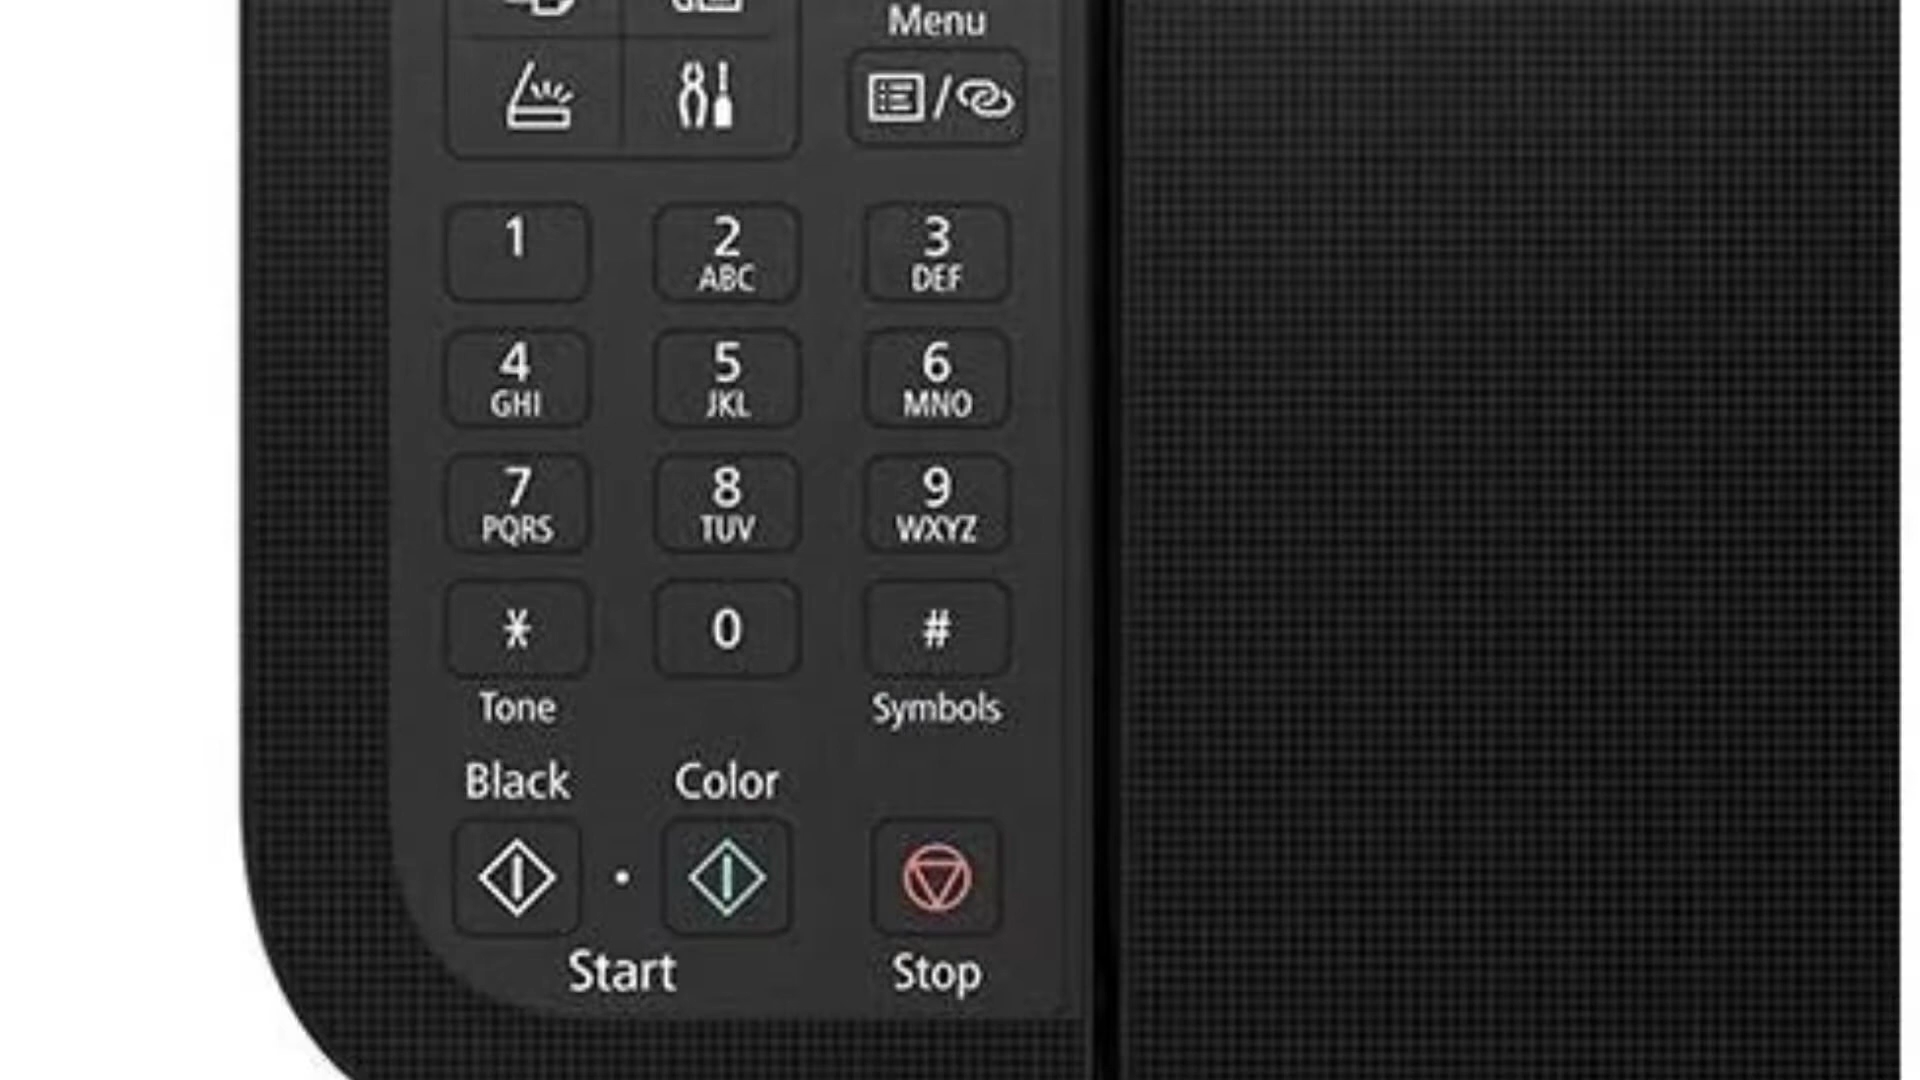 Menu
/
1
2
ABC
3
DEF
4
GHI
5
JKL
6
MNO
7
PQRS
8
TUV
9
WXYZ
*
0
#
Tone
Symbols
Black
Color
Start
Stop